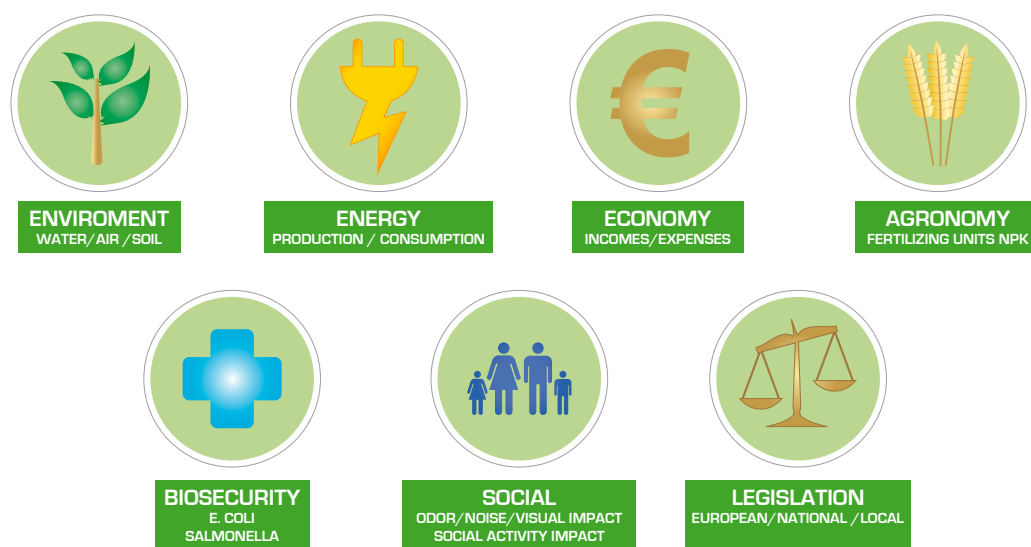 ENVIROMENT
WATER/AIR /SOIL
ENERGY
PRODUCTION / CONSUMPTION
ECONOMY
INCOMES/EXPENSES
AGRONOMY
FERTILIZING UNITS NPK
BIOSECURITY
E. COLI
SALMONELLA
SOCIAL
ODOR/NOISE/VISUAL IMPACT
SOCIAL ACTIVITY IMPACT
LEGISLATION
EUROPEAN/NATIONAL /LOCAL